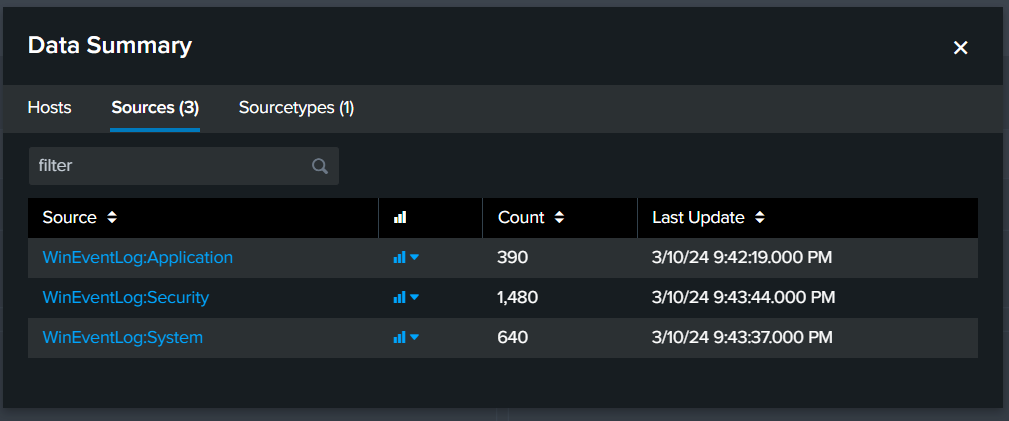 Data Summary
Hosts Sources (3) Sourcetypes (1)
filter
Source Count Last Update
WinEventLog:Application 390 3/10/24 9:42:19.000 PM
WinEventLog:Security 1,480 3/10/24 9:43:44.000 PM
WinEventLog:System 640 3/10/24 9:43:37.000 PM